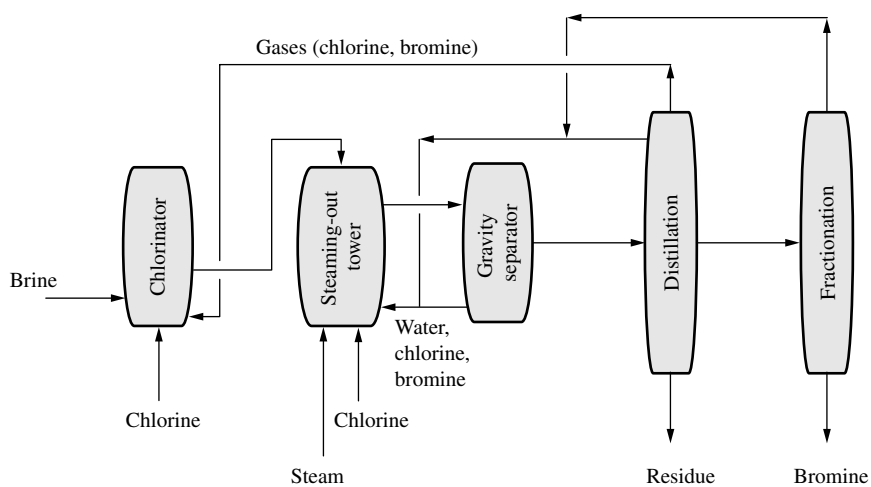 Gases (chlorine, bromine)
Brine
Chlorinator
Steaming-out
tower
Gravity
separator
Distillation
Fractionation
Water,
chlorine,
bromine
Chlorine
Chlorine
Steam
Residue
Bromine